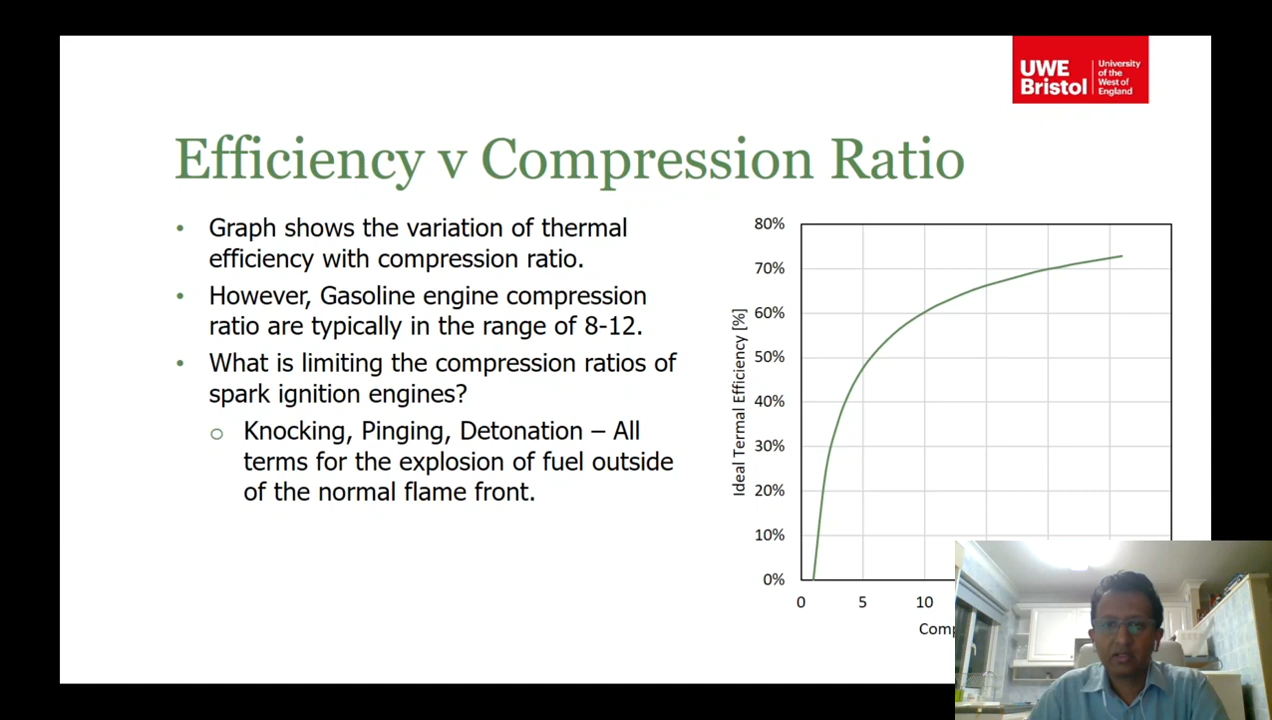 UWE
Bristol
University
of the
West of
England
Efficiency v Compression Ratio
• Graph shows the variation of thermal
efficiency with compression ratio.
• However, Gasoline engine compression
ratio are typically in the range of 8-12.
• What is limiting the compression ratios of
spark ignition engines?
o Knocking, Pinging, Detonation – All
terms for the explosion of fuel outside
of the normal flame front.
80%
70%
60%
50%
40%
30%
20%
10%
0%
Ideal Termal Efficiency [%]
0 5 10